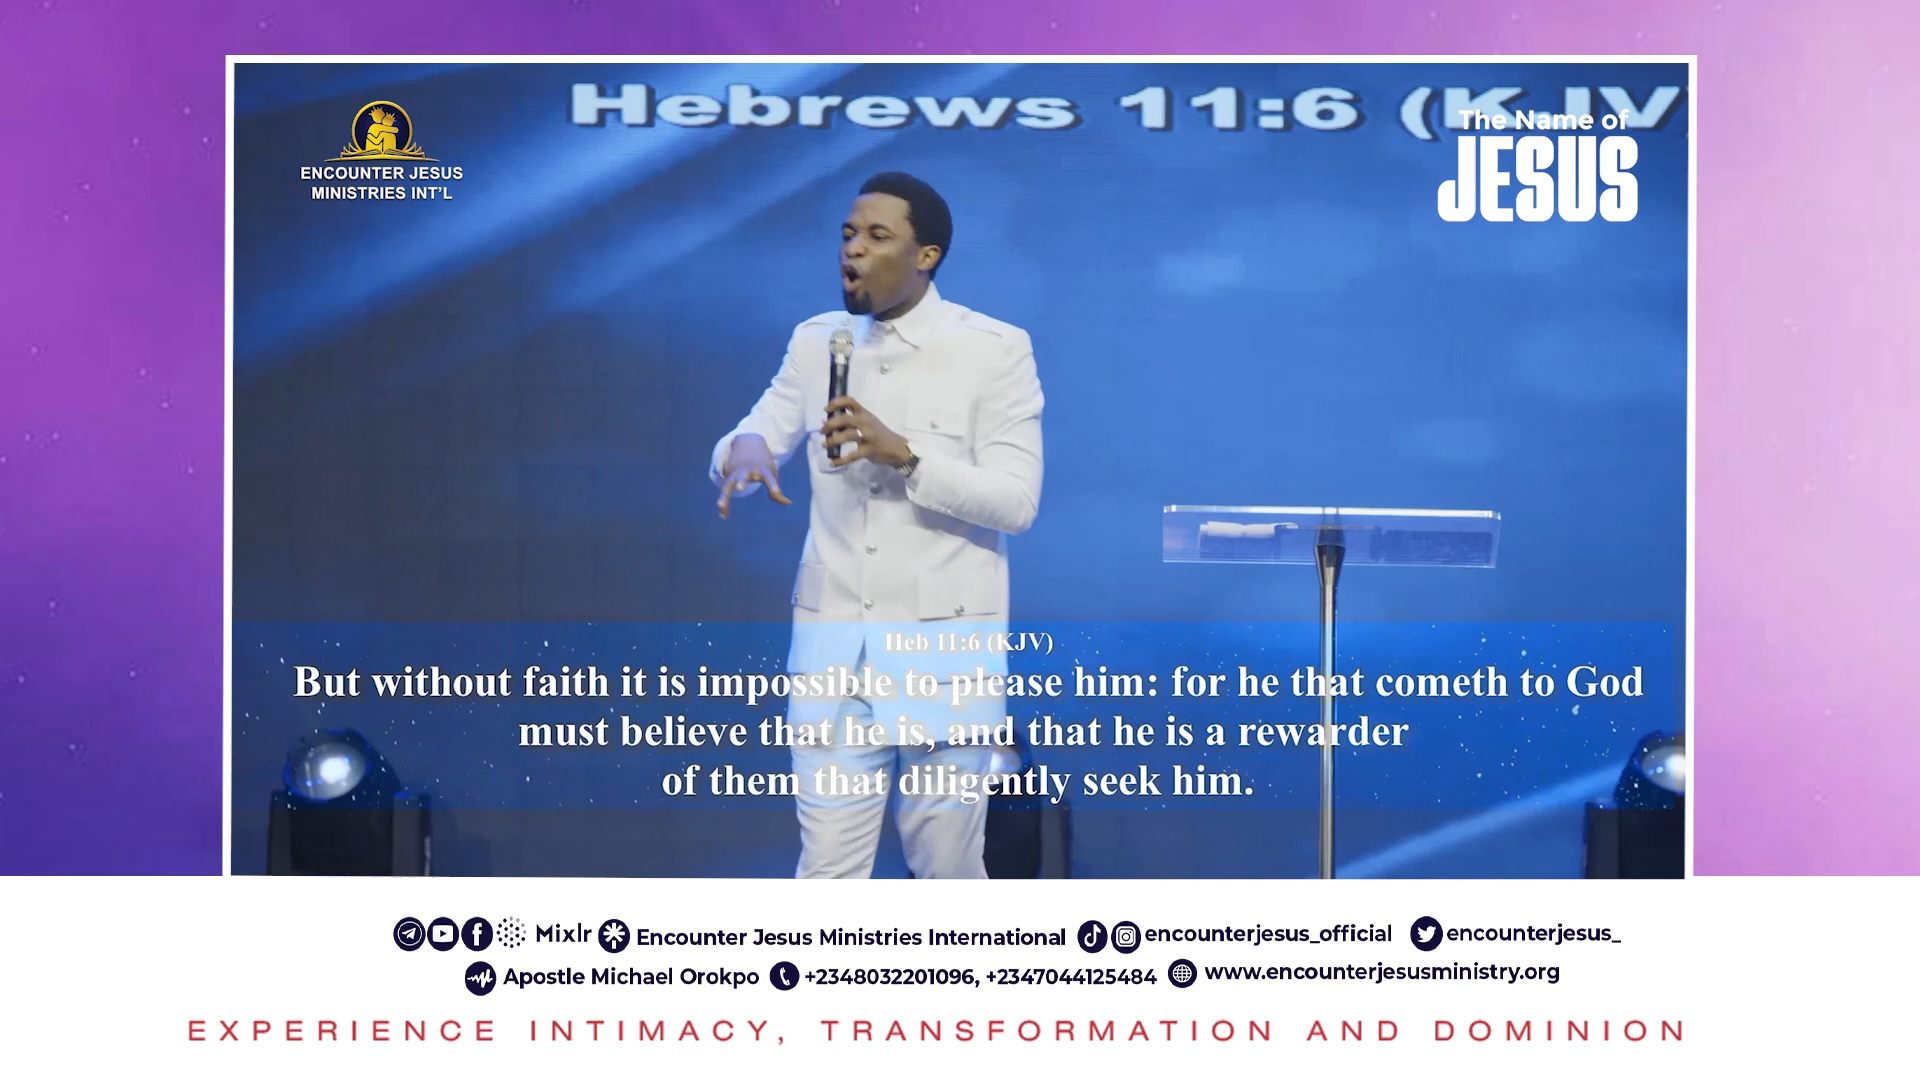 Hebrews 11:6 (KJV
The Name of
JESUS
ENCOUNTER JESUS
MINISTRIES INT'L
Heb 11:6 (KJV)
But without faith it is impossible to please him: for he that cometh to God
must believe that he is, and that he is a rewarder
of them that diligently seek him.
Mixlr Encounter Jesus Ministries International encounterjesus_official encounterjesus_
Apostle Michael Orokpo +2348032201096, +2347044125484 www.encounterjesusministry.org
EXPERIENCE INTIMACY, TRANSFORMATION AND DOMINION